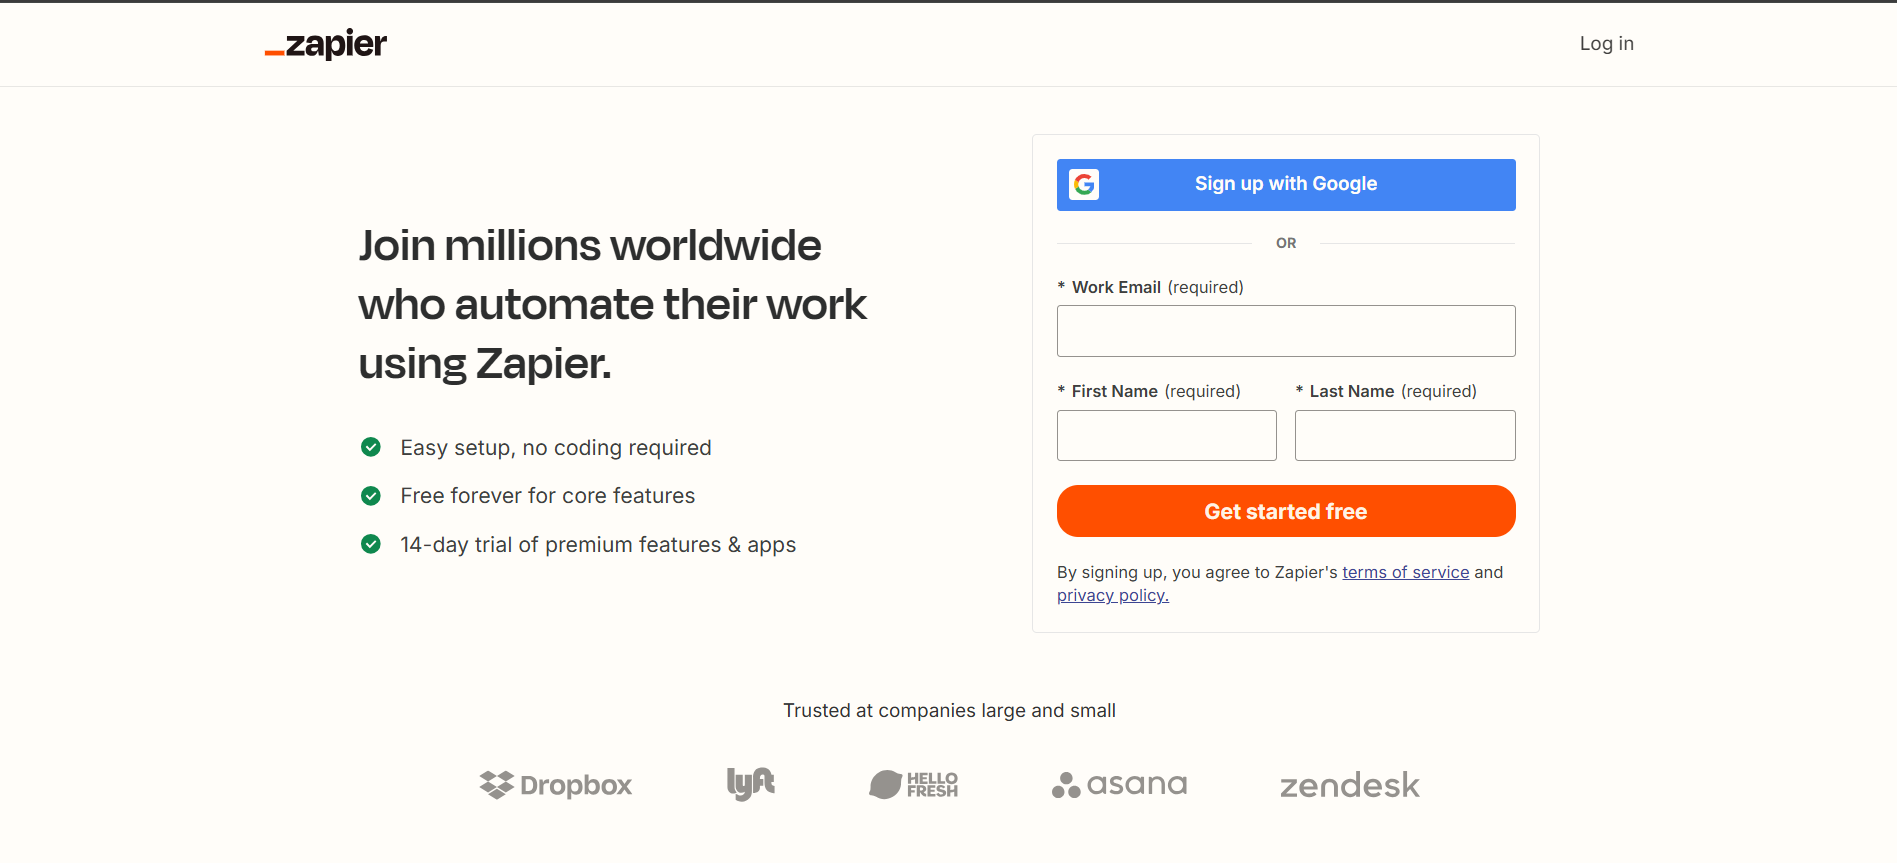 zapier
Log in
Join millions worldwide
who automate their work
using Zapier.
Easy setup, no coding required
Free forever for core features
14-day trial of premium features & apps
Sign up with Google
OR
* Work Email (required)
* First Name (required)
* Last Name (required)
Get started free
By signing up, you agree to Zapier's terms of service and
privacy policy.
Trusted at companies large and small
Dropbox
lyft
HELLO
FRESH
asana
zendesk